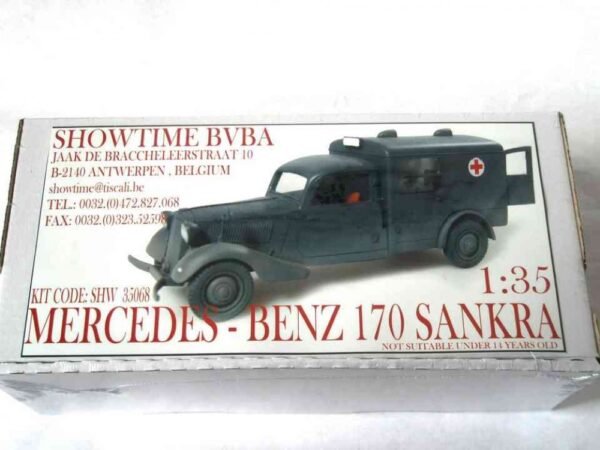 SHOWTIME BVBA
JAAK DE BRACCHELEERSTRAAT 10
B-2140 ANTWERPEN , BELGIUM
showtime@tiscali.be
TEL.: 0032.(0)472.827.068
FAX: 0032.(0)323.52598
KIT CODE: SHW 35068
1:35
MERCEDES - BENZ 170 SANKRA
NOT SUITABLE UNDER 14 YEARS OLD